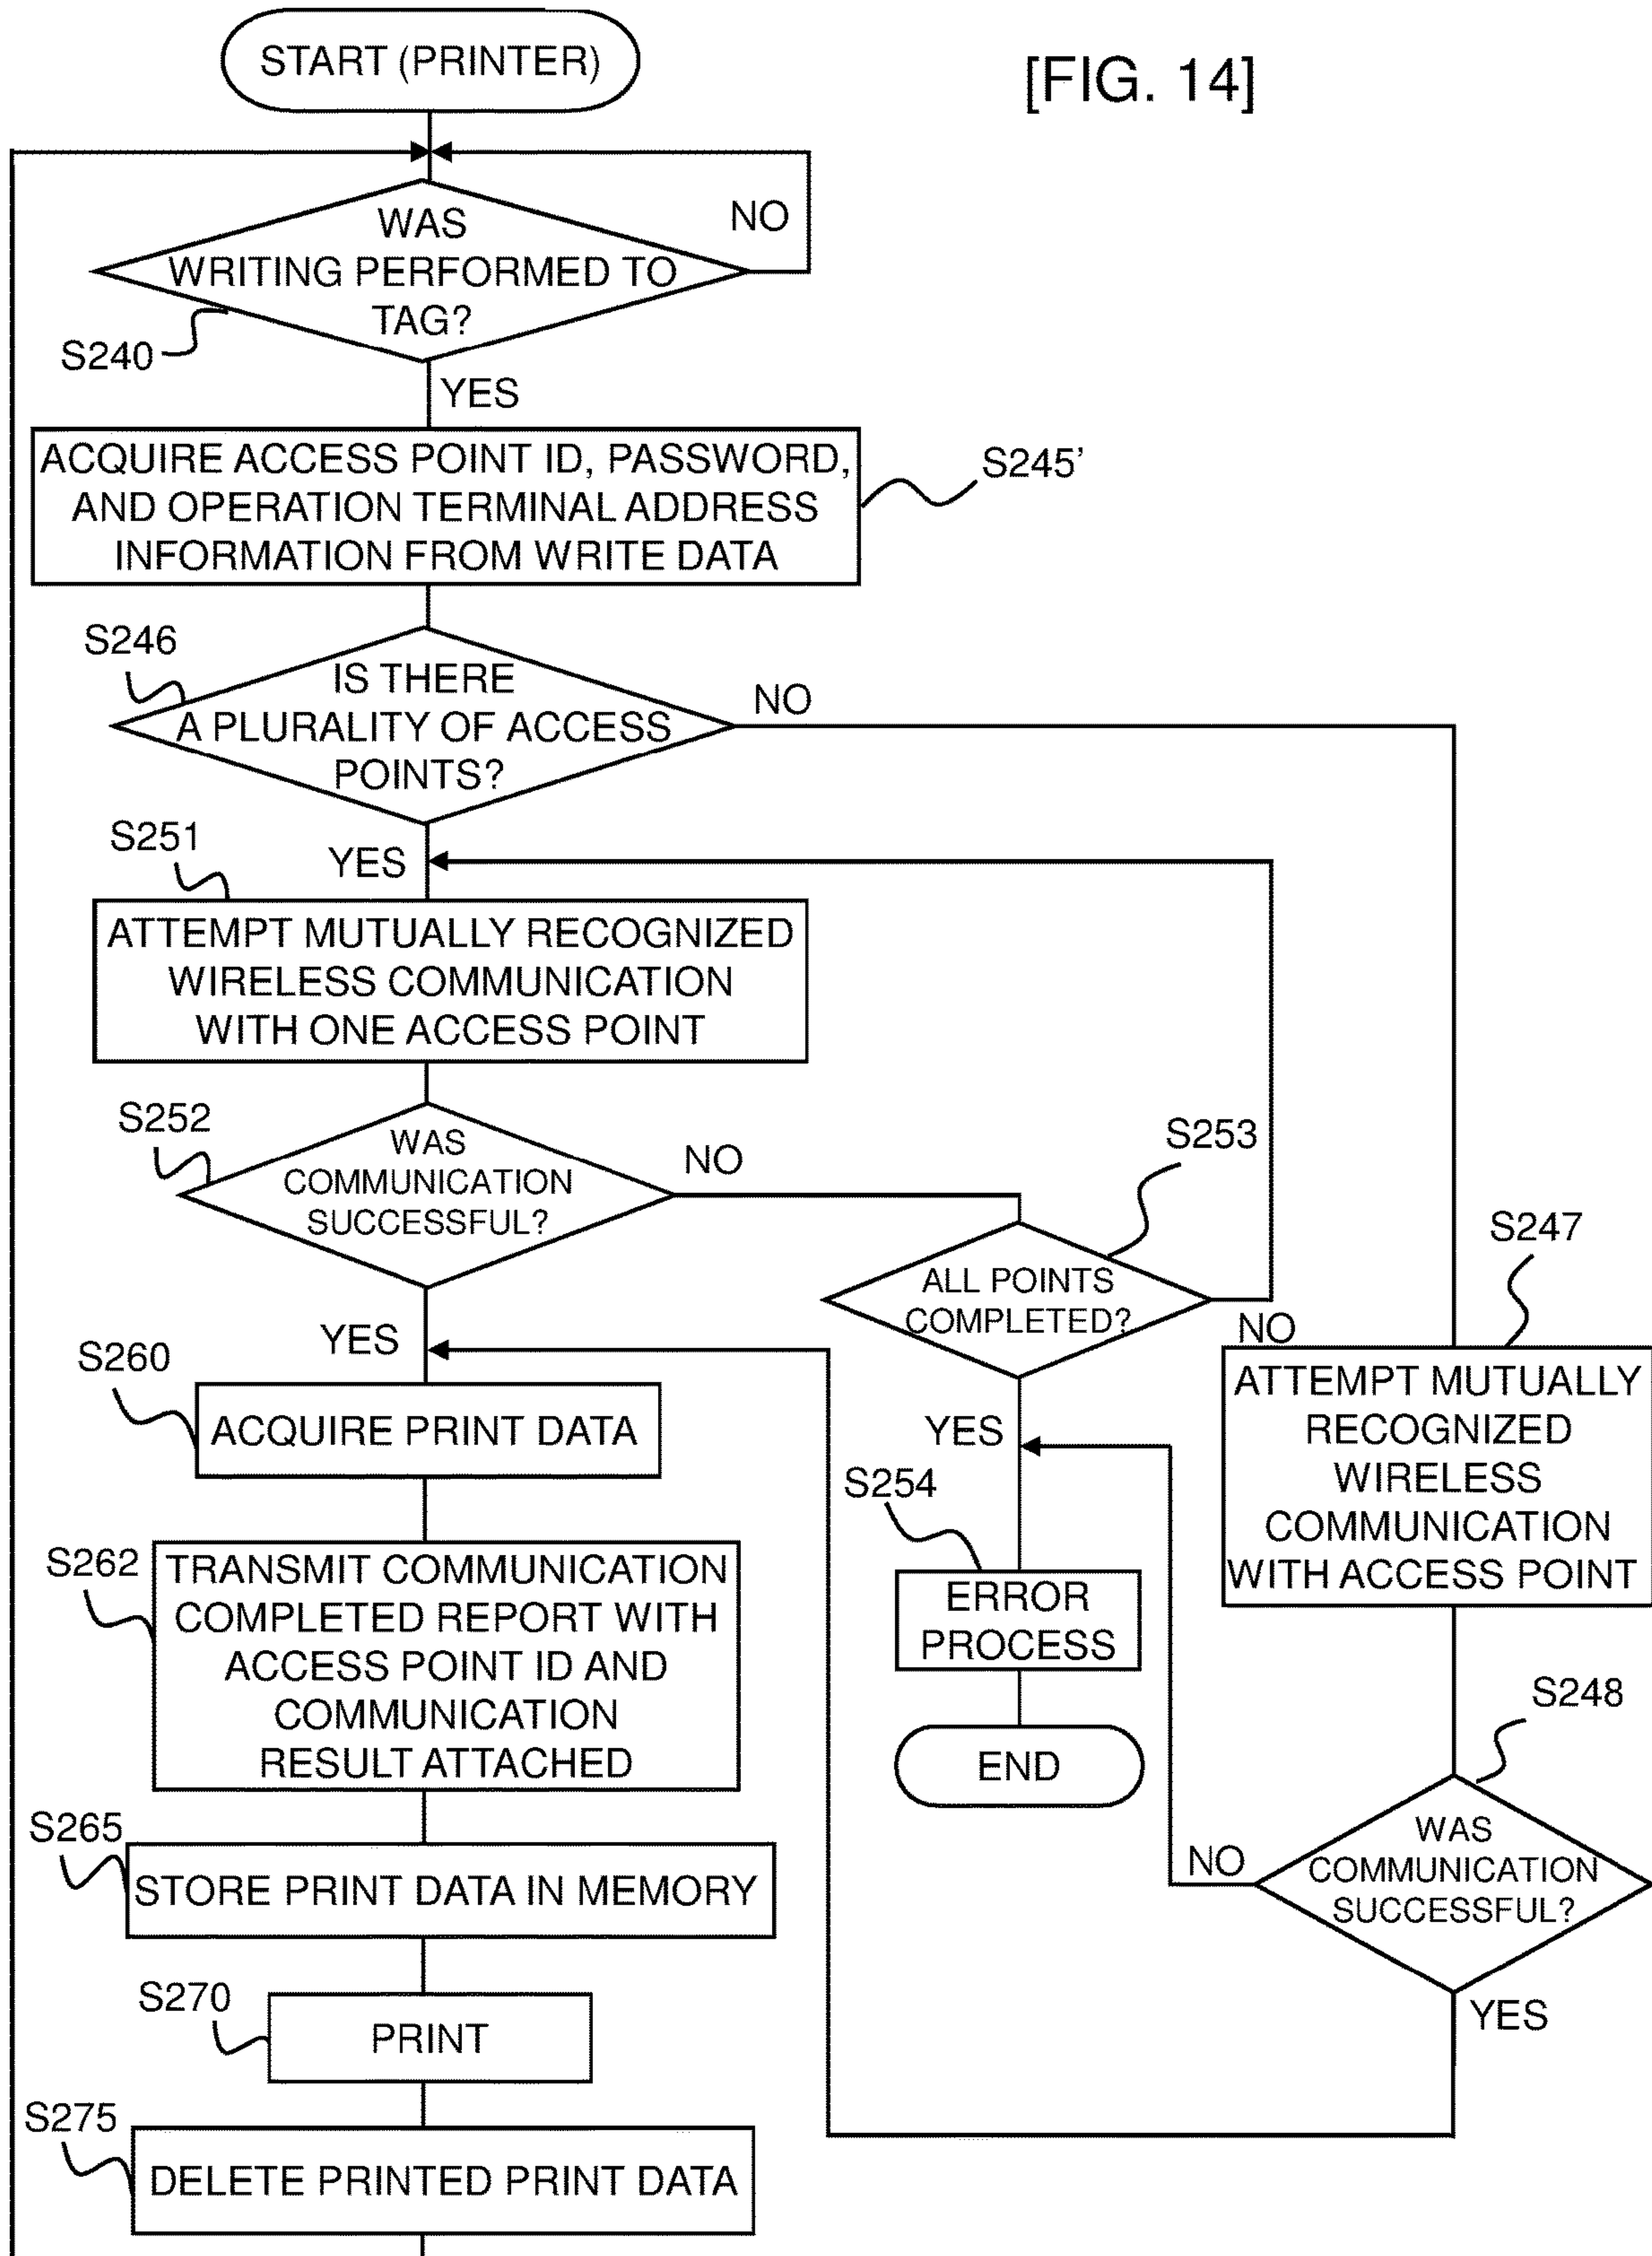 START (PRINTER)
[FIG. 14]
WAS
WRITING PERFORMED TO
TAG?
NO
S240
YES
ACQUIRE ACCESS POINT ID, PASSWORD,
AND OPERATION TERMINAL ADDRESS
INFORMATION FROM WRITE DATA
S245’
S246
IS THERE
A PLURALITY OF ACCESS
POINTS?
NO
S251
YES
ATTEMPT MUTUALLY RECOGNIZED
WIRELESS COMMUNICATION
WITH ONE ACCESS POINT
S252
WAS
COMMUNICATION
SUCCESSFUL?
NO
S253
ALL POINTS
COMPLETED?
NO
S247
ATTEMPT MUTUALLY
RECOGNIZED
WIRELESS
COMMUNICATION
WITH ACCESS POINT
YES
S260
ACQUIRE PRINT DATA
YES
S254
ERROR
PROCESS
END
S262
TRANSMIT COMMUNICATION
COMPLETED REPORT WITH
ACCESS POINT ID AND
COMMUNICATION
RESULT ATTACHED
S248
WAS
COMMUNICATION
SUCCESSFUL?
NO
YES
S265
STORE PRINT DATA IN MEMORY
S270
PRINT
S275
DELETE PRINTED PRINT DATA